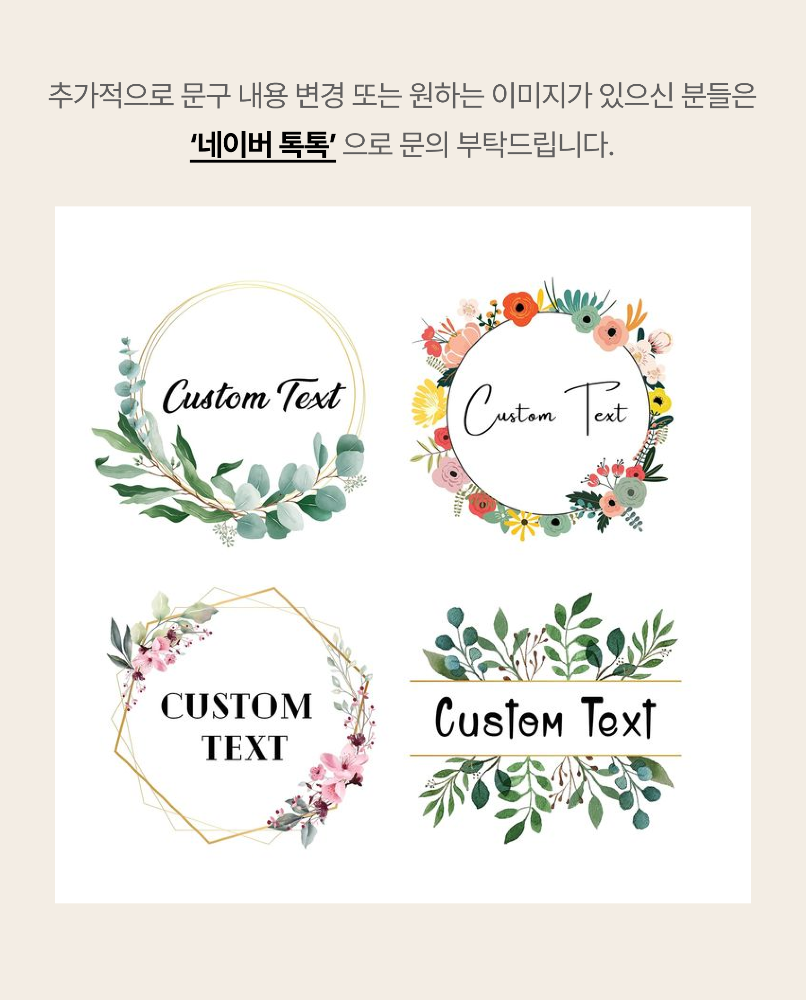 추가적으로 문구 내용 변경 또는 원하는 이미지가 있으신 분들은
‘네이버 톡톡’ 으로 문의 부탁드립니다.
Custom Text
Custom Text
CUSTOM
TEXT
Custom Text